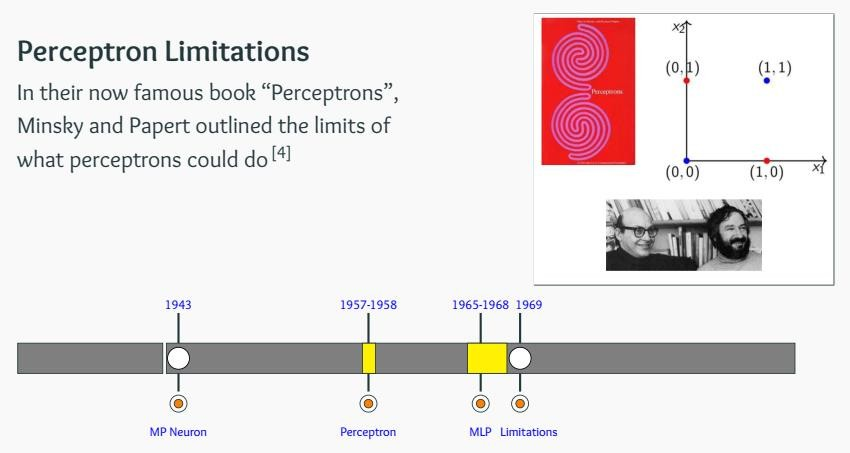 Perceptron Limitations
In their now famous book “Perceptrons”,
Minsky and Papert outlined the limits of
what perceptrons could do [4]
Perceptrons
x2
(0, 1)
(1, 1)
(0, 0)
(1, 0)
x1
1943
1957-1958
1965-1968
1969
MP Neuron
Perceptron
MLP
Limitations